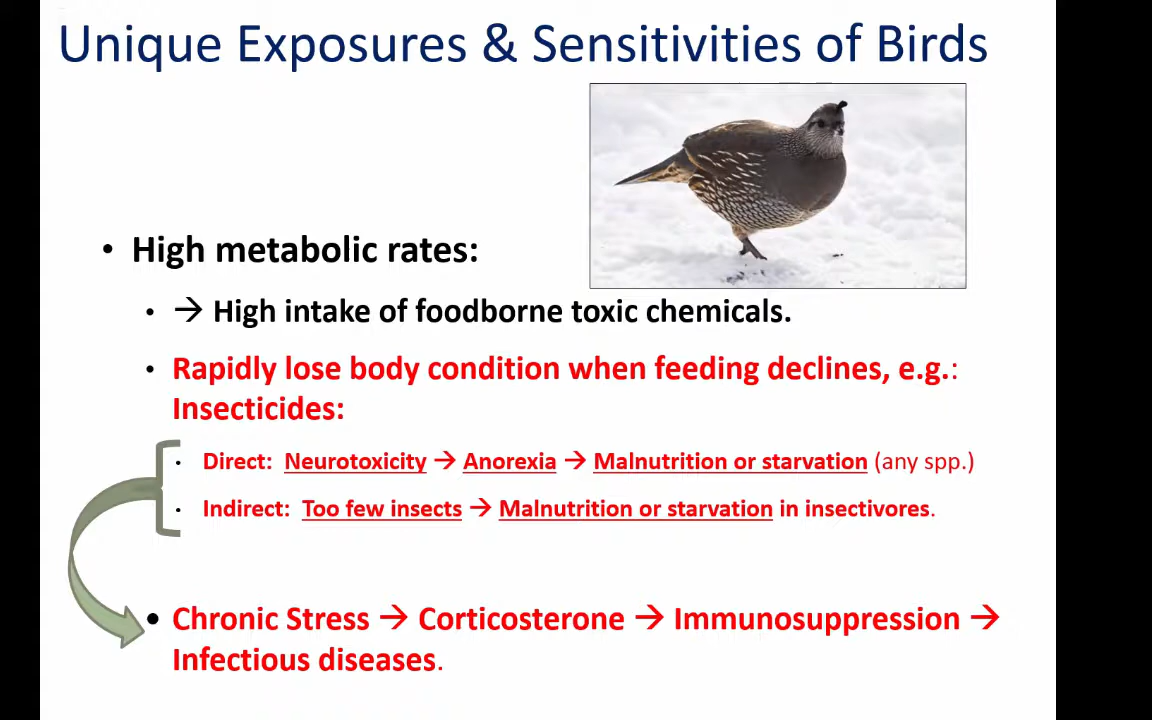 Unique Exposures & Sensitivities of Birds
• High metabolic rates:
• → High intake of foodborne toxic chemicals.
• Rapidly lose body condition when feeding declines, e.g.:
Insecticides:
• Direct: Neurotoxicity → Anorexia → Malnutrition or starvation (any spp.)
• Indirect: Too few insects → Malnutrition or starvation in insectivores.
• Chronic Stress → Corticosterone → Immunosuppression →
Infectious diseases.